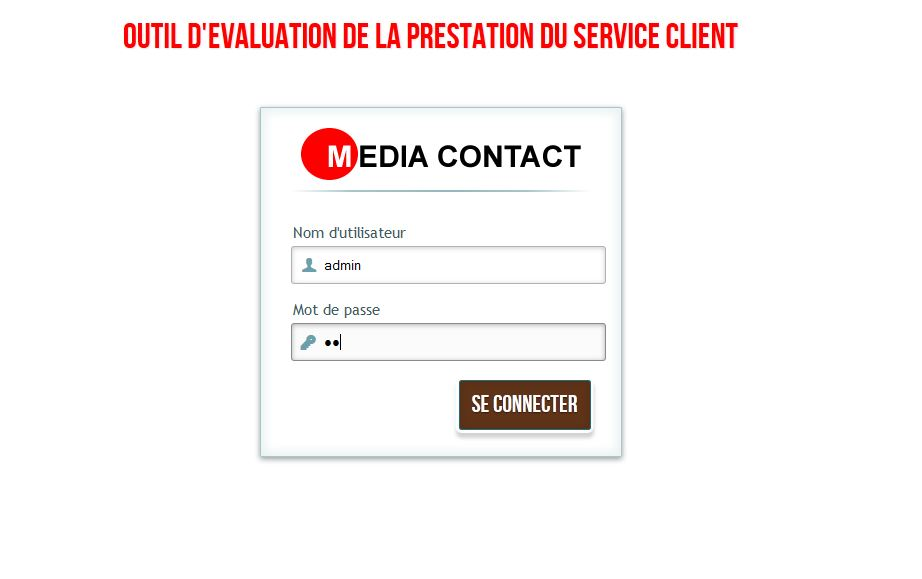 OUTIL D'EVALUATION DE LA PRESTATION DU SERVICE CLIENT
MEDIA CONTACT
Nom d'utilisateur
admin
Mot de passe
••
SE CONNECTER